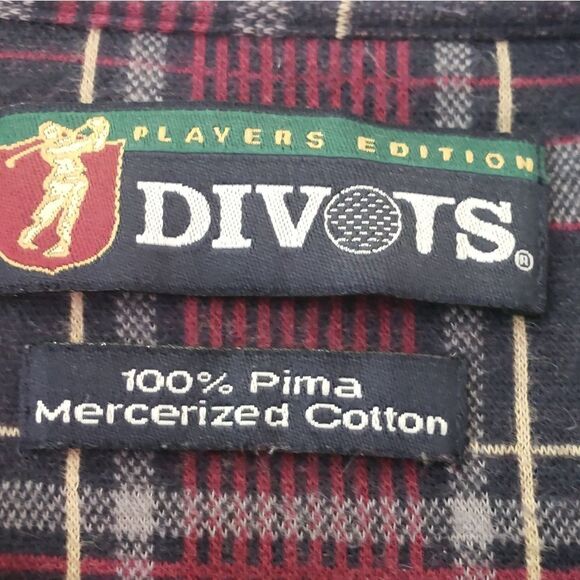 PLAYERS EDITION
DIVOTS®
100% Pima
Mercerized Cotton